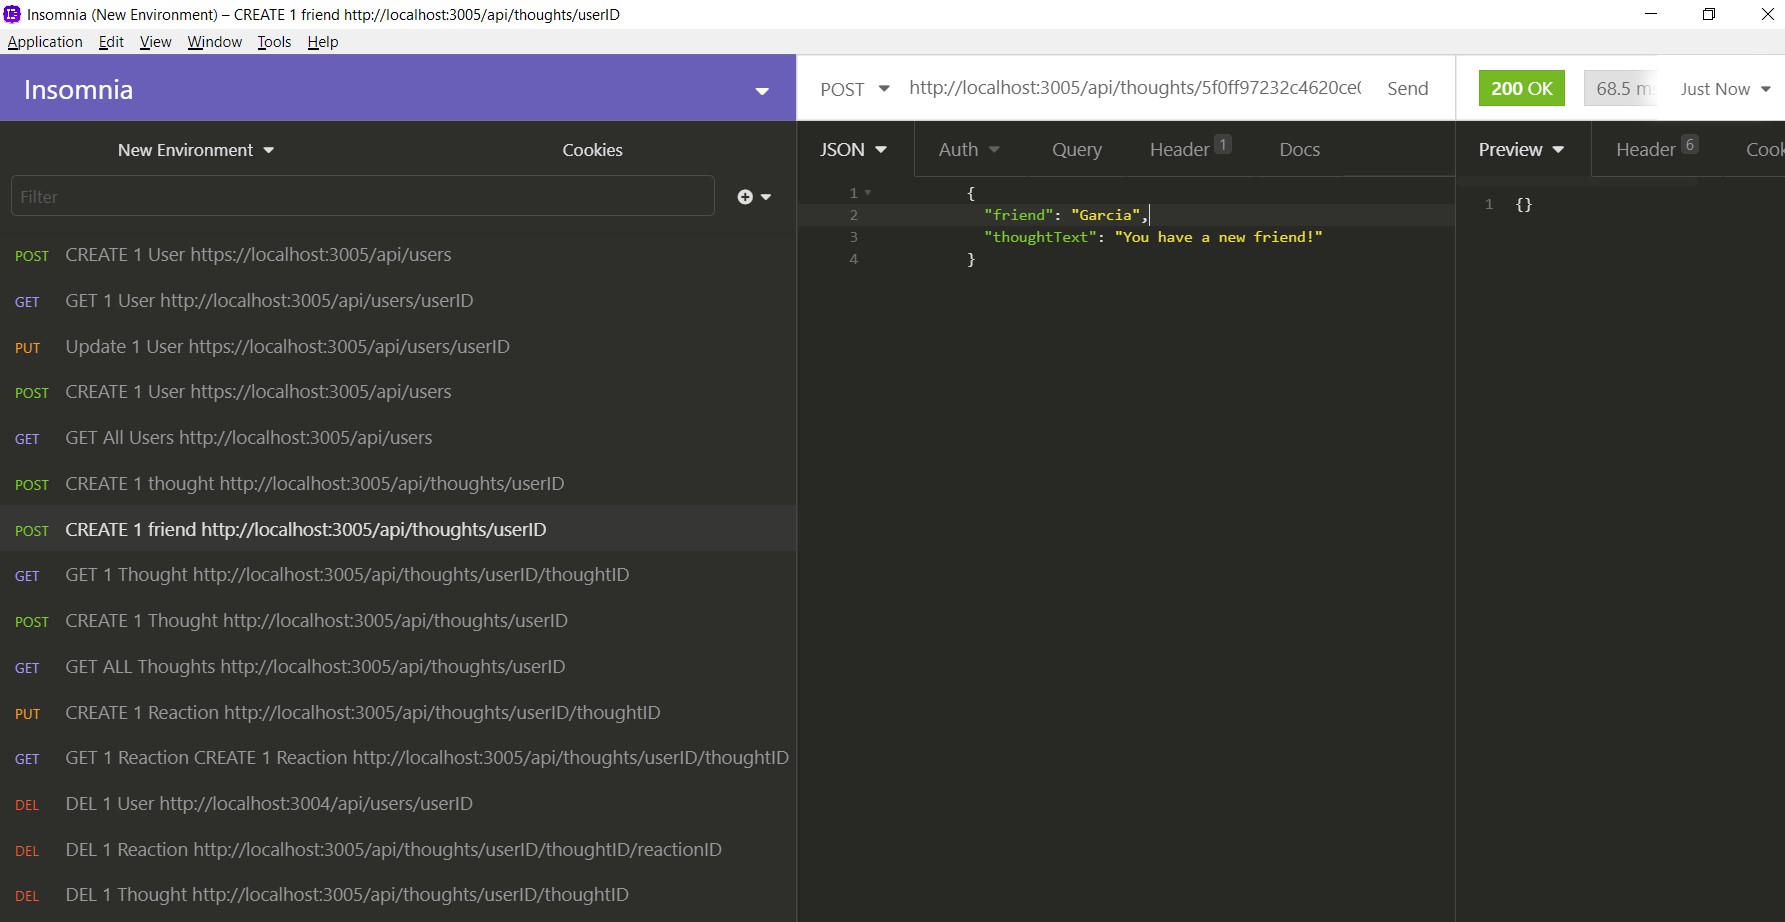 Insomnia (New Environment) – CREATE 1 friend http://localhost:3005/api/thoughts/userID
Application Edit View Window Tools Help
Insomnia
New Environment Cookies
Filter
POST CREATE 1 User https://localhost:3005/api/users
GET GET 1 User http://localhost:3005/api/users/userID
PUT Update 1 User https://localhost:3005/api/users/userID
POST CREATE 1 User https://localhost:3005/api/users
GET GET All Users http://localhost:3005/api/users
POST CREATE 1 thought http://localhost:3005/api/thoughts/userID
POST CREATE 1 friend http://localhost:3005/api/thoughts/userID
GET GET 1 Thought http://localhost:3005/api/thoughts/userID/thoughtID
POST CREATE 1 Thought http://localhost:3005/api/thoughts/userID
GET GET ALL Thoughts http://localhost:3005/api/thoughts/userID
PUT CREATE 1 Reaction http://localhost:3005/api/thoughts/userID/thoughtID
GET GET 1 Reaction CREATE 1 Reaction http://localhost:3005/api/thoughts/userID/thoughtID
DEL DEL 1 User http://localhost:3004/api/users/userID
DEL DEL 1 Reaction http://localhost:3005/api/thoughts/userID/thoughtID/reactionID
DEL DEL 1 Thought http://localhost:3005/api/thoughts/userID/thoughtID
POST http://localhost:3005/api/thoughts/5f0ff97232c4620ce( Send
JSON Auth Query Header 1 Docs
1 {
2 "friend": "Garcia",
3 "thoughtText": "You have a new friend!"
4 }
200 OK 68.5 ms Just Now
Preview Header 6 Cook
1 {}